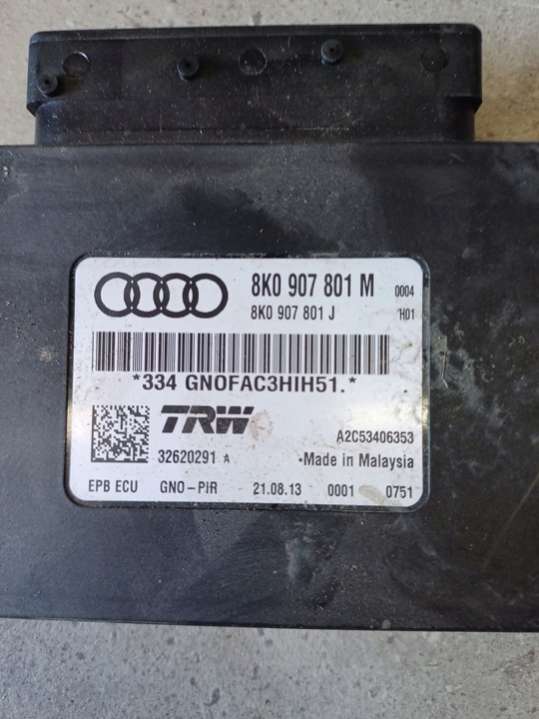 8K0 907 801 M 0004
8K0 907 801 J H01
*334 GNOFAC3HIH51.*
TRW
A2C53406353
32620291 A
Made in Malaysia
EPB ECU GNO-PIR 21.08.13 0001 0751